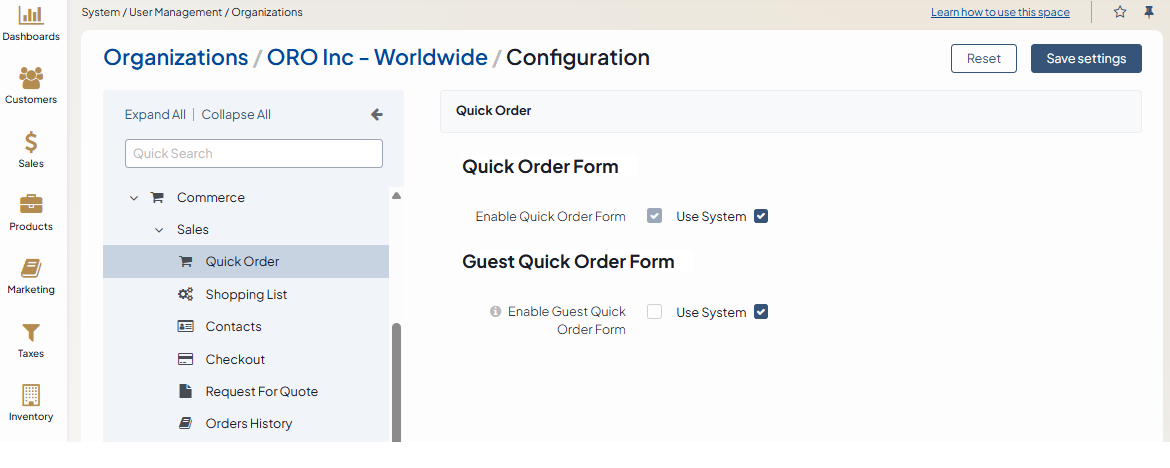 System / User Management / Organizations
Learn how to use this space
Dashboards
Customers
Sales
Products
Marketing
Taxes
Inventory
Organizations / ORO Inc - Worldwide / Configuration
Reset
Save settings
Expand All | Collapse All
Quick Search
Commerce
Sales
Quick Order
Shopping List
Contacts
Checkout
Request For Quote
Orders History
Quick Order
Quick Order Form
Enable Quick Order Form
Use System
Guest Quick Order Form
Enable Guest Quick
Order Form
Use System